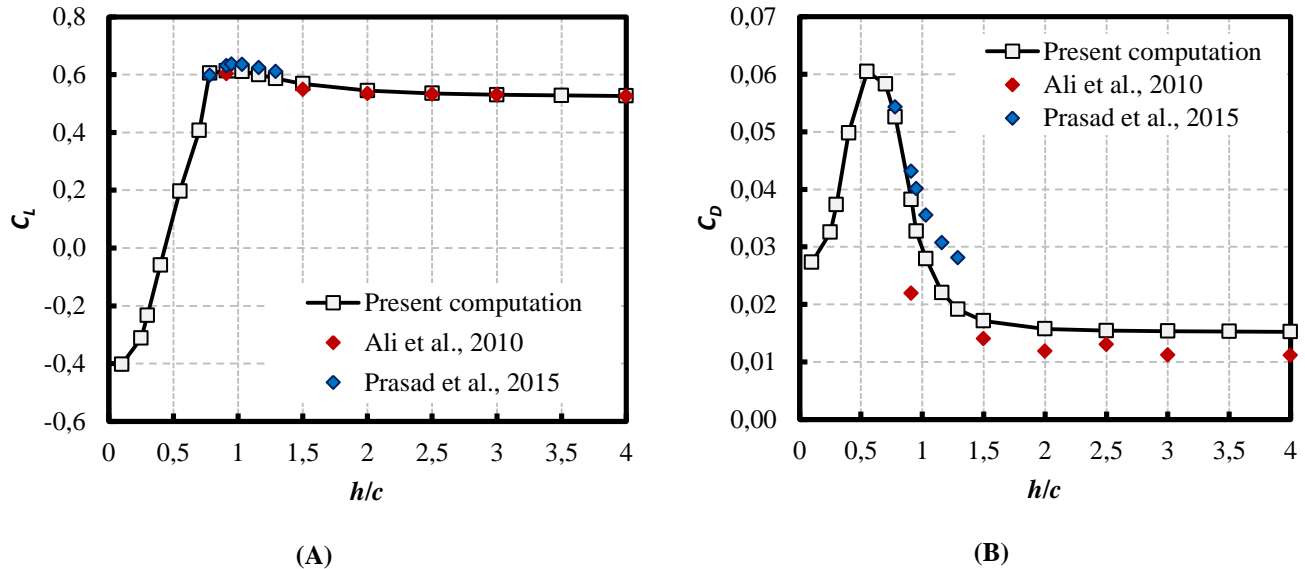 0,8
0,6
0,4
0,2
0,0
-0,2
-0,4
-0,6
C_L
0 0,5 1 1,5 2 2,5 3 3,5 4
h/c
Present computation
Ali et al., 2010
Prasad et al., 2015
(A)
0,07
0,06
0,05
0,04
0,03
0,02
0,01
0,00
C_D
0 0,5 1 1,5 2 2,5 3 3,5 4
h/c
Present computation
Ali et al., 2010
Prasad et al., 2015
(B)